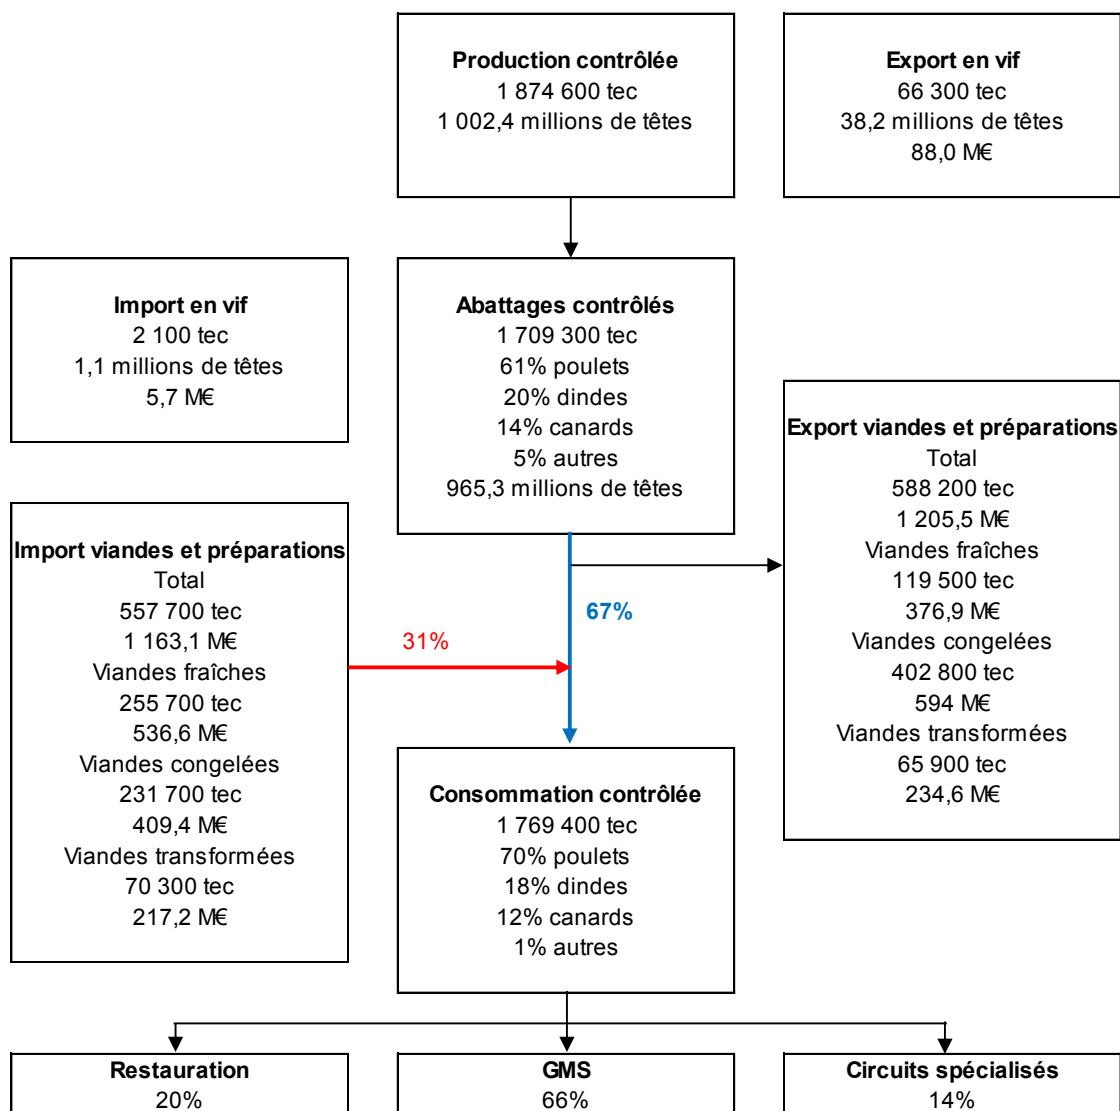 Production contrôlée
1 874 600 tec
1 002,4 millions de têtes
Export en vif
66 300 tec
38,2 millions de têtes
88,0 M€
Import en vif
2 100 tec
1,1 millions de têtes
5,7 M€
Abattages contrôlés
1 709 300 tec
61% poulets
20% dindes
14% canards
5% autres
965,3 millions de têtes
Export viandes et préparations
Total
588 200 tec
1 205,5 M€
Viandes fraîches
119 500 tec
376,9 M€
Viandes congelées
402 800 tec
594 M€
Viandes transformées
65 900 tec
234,6 M€
Import viandes et préparations
Total
557 700 tec
1 163,1 M€
Viandes fraîches
255 700 tec
536,6 M€
Viandes congelées
231 700 tec
409,4 M€
Viandes transformées
70 300 tec
217,2 M€
31%
67%
Consommation contrôlée
1 769 400 tec
70% poulets
18% dindes
12% canards
1% autres
Restauration
20%
GMS
66%
Circuits spécialisés
14%